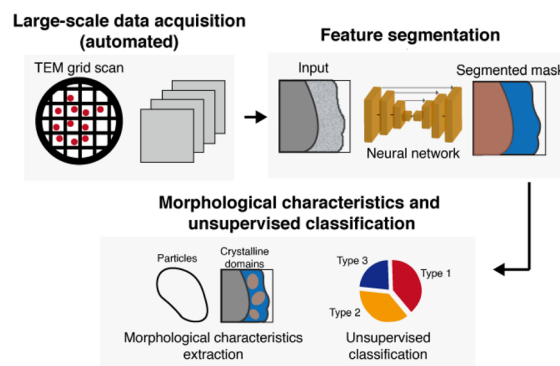 Large-scale data acquisition
(automated)
TEM grid scan
Feature segmentation
Input
Segmented mask
Neural network
Morphological characteristics and
unsupervised classification
Particles
Crystalline
domains
Type 3
Type 1
Type 2
Morphological characteristics
extraction
Unsupervised
classification